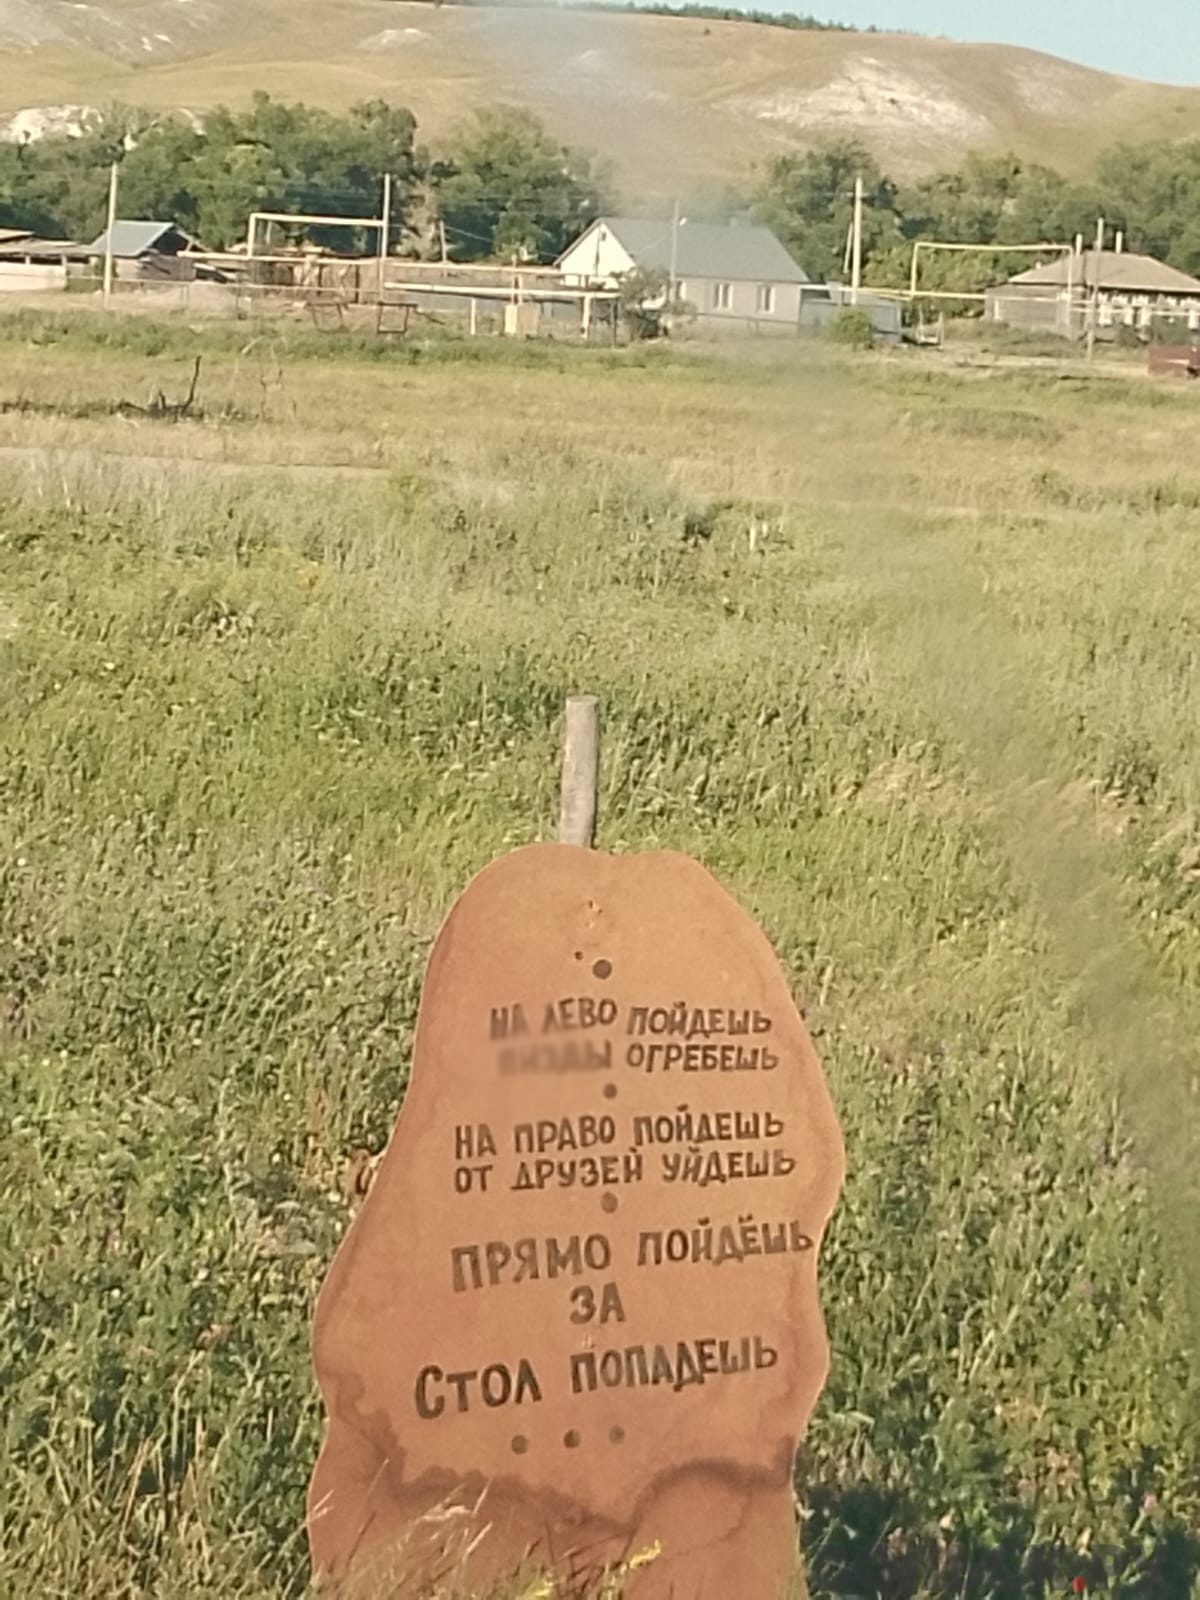 НА ЛЕВО ПОЙДЕШЬ
ОГРЕБЕШЬ
НА ПРАВО ПОЙДЕШЬ
ОТ ДРУЗЕЙ УЙДЕШЬ
ПРЯМО ПОЙДЁШЬ
ЗА
СТОЛ ПОПАДЕШЬ
...